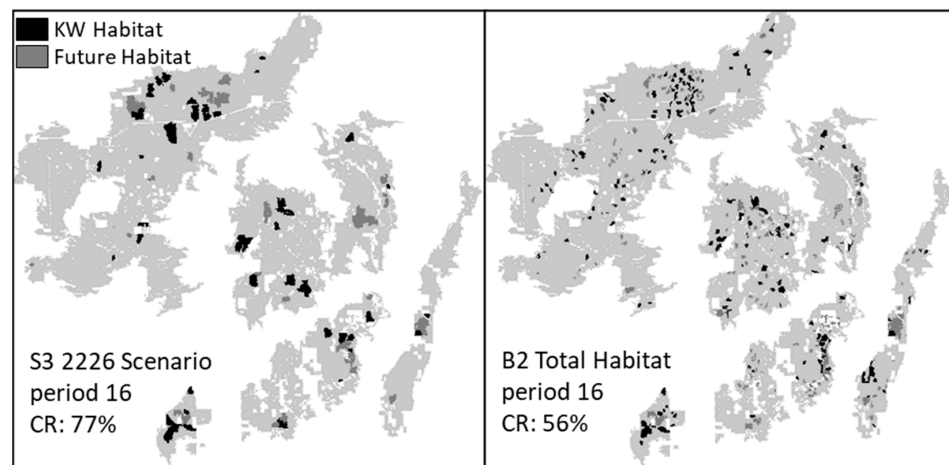 KW Habitat
Future Habitat
S3 2226 Scenario
period 16
CR: 77%
B2 Total Habitat
period 16
CR: 56%